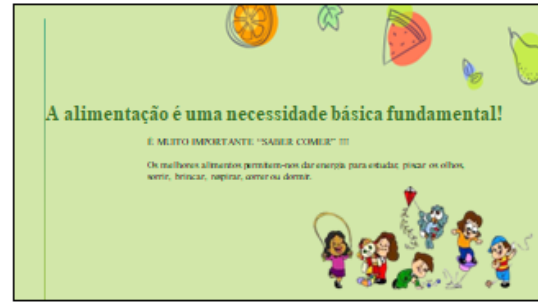 A alimentação é uma necessidade básica fundamental!
É MUITO IMPORTANTE “SABER COMER” !!!
Os melhores alimentos permitem-nos dar energia para estudar, piscar os olhos,
sorrir, brincar, respirar, correr ou dormir.